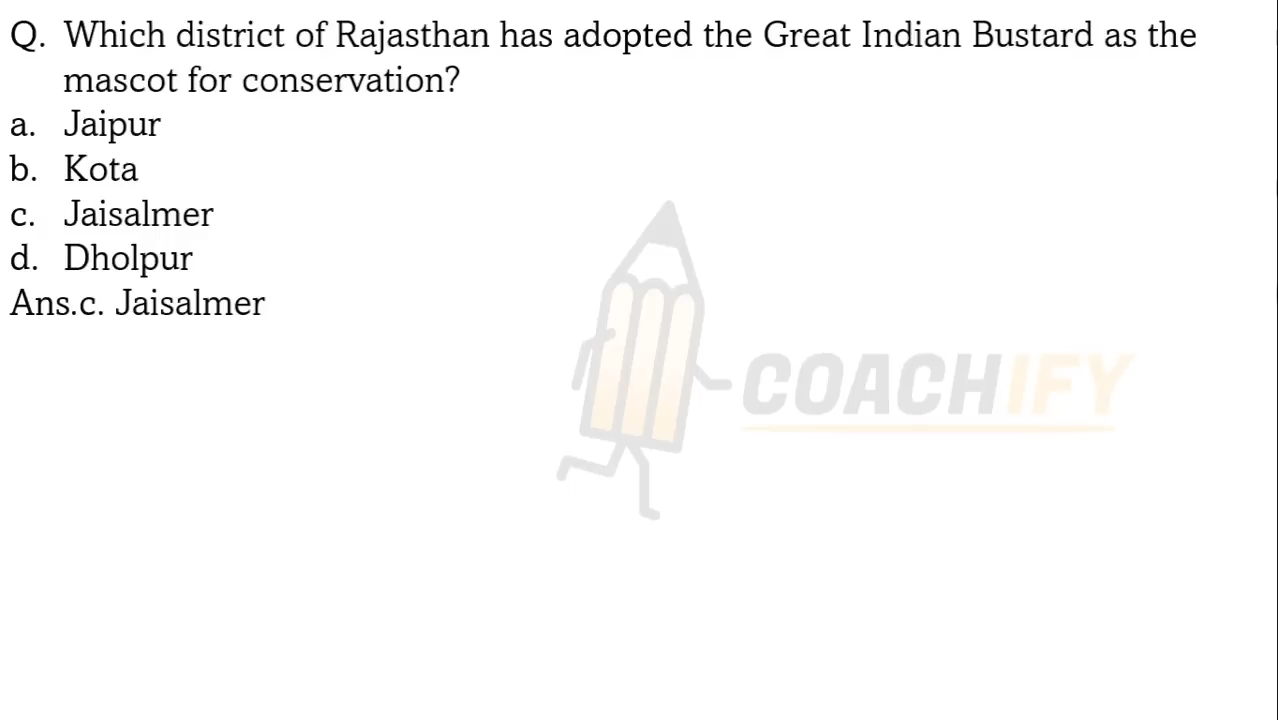 Q. Which district of Rajasthan has adopted the Great Indian Bustard as the
mascot for conservation?
a. Jaipur
b. Kota
c. Jaisalmer
d. Dholpur
Ans.c. Jaisalmer
COACHIFY